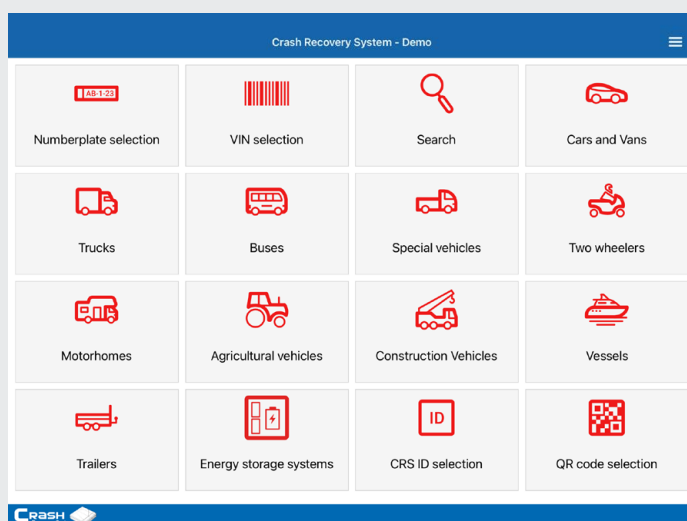 Crash Recovery System - Demo
AB-1-23
Numberplate selection
VIN selection
Search
Cars and Vans
Trucks
Buses
Special vehicles
Two wheelers
Motorhomes
Agricultural vehicles
Construction Vehicles
Vessels
Trailers
Energy storage systems
ID
CRS ID selection
QR code selection
CRASH